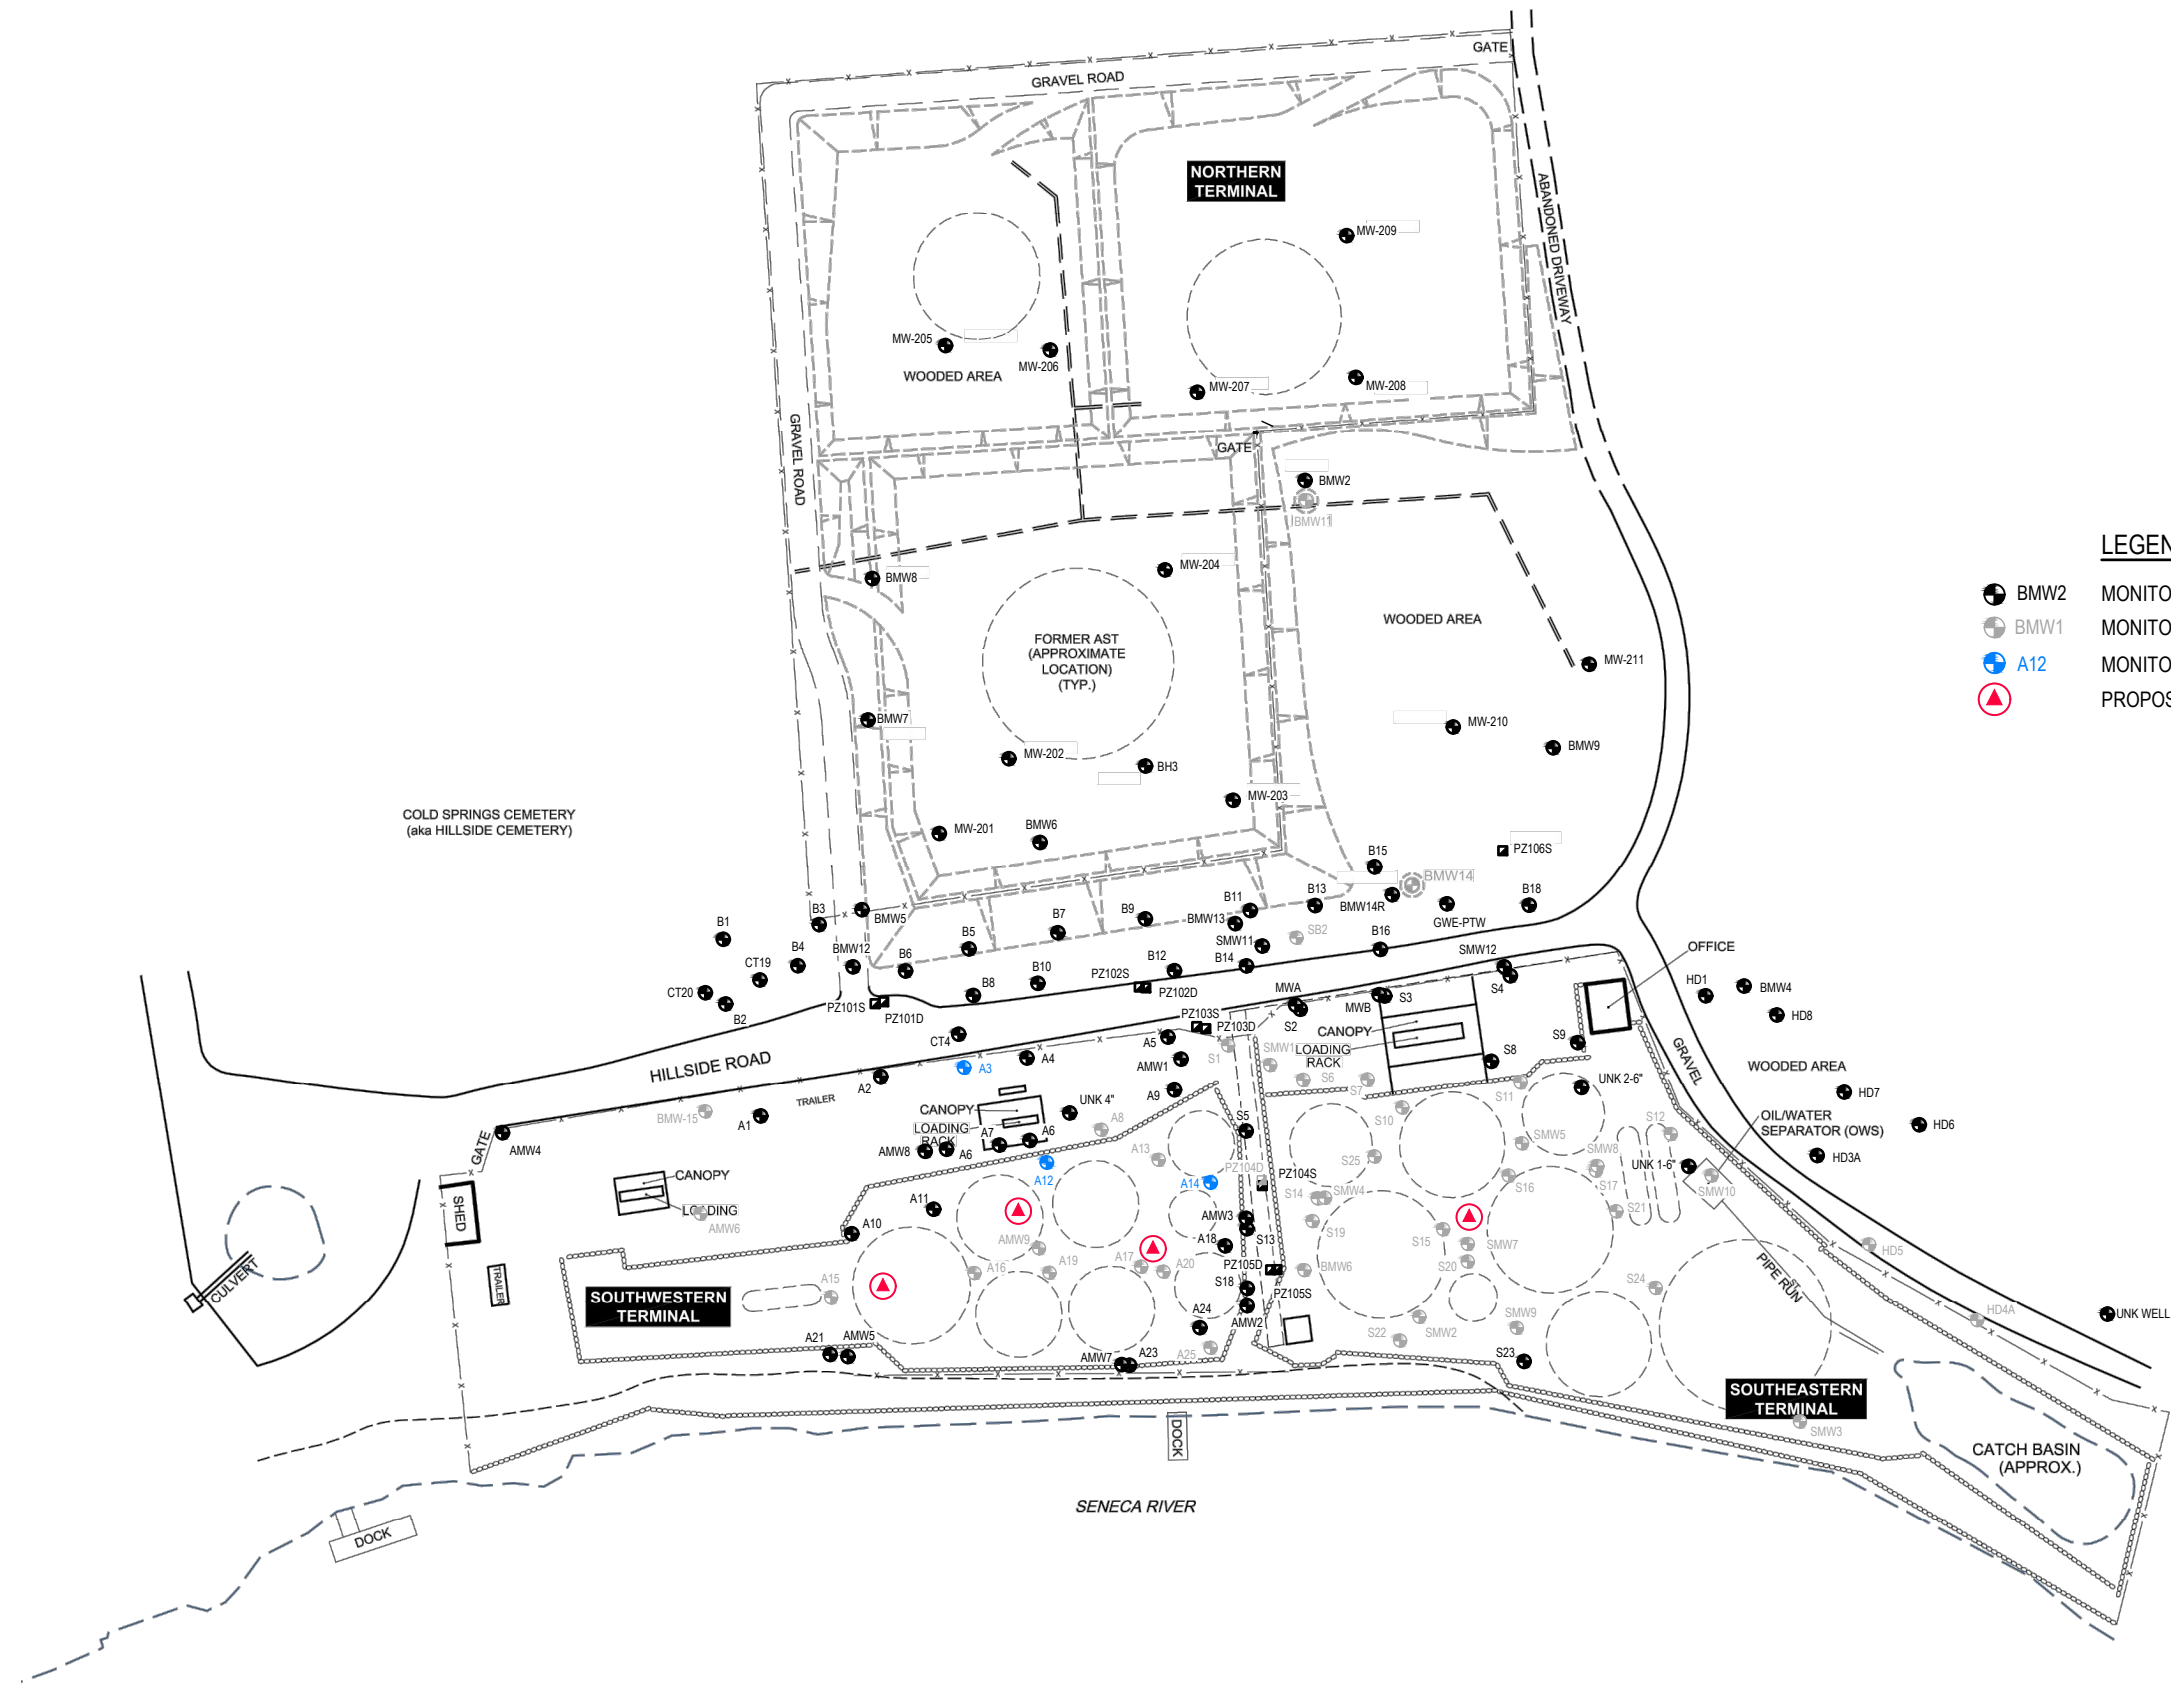 GATE
GRAVEL ROAD
NORTHERN
TERMINAL
ABANDONED DRIVEWAY
MW-209
MW-205
MW-206
WOODED AREA
MW-207
MW-208
GRAVEL ROAD
GATE
BMW2
BMW11
LEGEN
BMW2 MONITO
BMW1 MONITO
A12 MONITO
PROPOS
BMW8
MW-204
WOODED AREA
FORMER AST
(APPROXIMATE
LOCATION)
(TYP.)
MW-211
BMW7
MW-210
BMW9
MW-202
BH3
MW-203
COLD SPRINGS CEMETERY
(aka HILLSIDE CEMETERY)
MW-201
BMW6
B15
PZ106S
BMW14
B3
BMW5
B11
B13
BMW14R
B18
B1
B7
B9
BMW13
GWE-PTW
B5
SB2
SMW11
B16
SMW12
OFFICE
B4
BMW12
B6
B12
B14
CT19
CT20
B2
PZ101S
PZ101D
B8
B10
PZ102S
PZ102D
MWA
S2
MWB
S3
S4
HD1
BMW4
HD8
CT4
PZ103S
PZ103D
A5
S1
CANOPY
LOADING
RACK
SMW1
S9
GRAVEL
HILLSIDE ROAD
A3
A4
AMW1
S6
S7
S8
WOODED AREA
A2
A9
S11
UNK 2-6"
HD7
TRAILER
BMW-15
A1
CANOPY
LOADING
RACK
UNK 4"
A8
S5
S10
S12
OIL/WATER
SEPARATOR (OWS)
HD6
GATE
AMW4
AMW8
A6
A7
A6
A13
SMW5
S25
SMW8
UNK 1-6"
HD3A
CANOPY
LOADING
AMW6
A12
A14
PZ104D
PZ104S
S14
SMW4
S16
S17
SMW10
SHED
A11
A10
AMW3
S13
S19
S15
S21
AMW9
A18
SMW7
HD5
CULVERT
TRAILER
A15
A16
A19
A17
A20
PZ105D
PZ105S
BMW6
S20
S24
PIPE RUN
SOUTHWESTERN
TERMINAL
S18
A24
AMW2
SMW2
S22
SMW9
HD4A
UNK WELL
A21
AMW5
AMW7
A23
A25
S23
SOUTHEASTERN
TERMINAL
SMW3
DOCK
CATCH BASIN
(APPROX.)
SENECA RIVER
DOCK